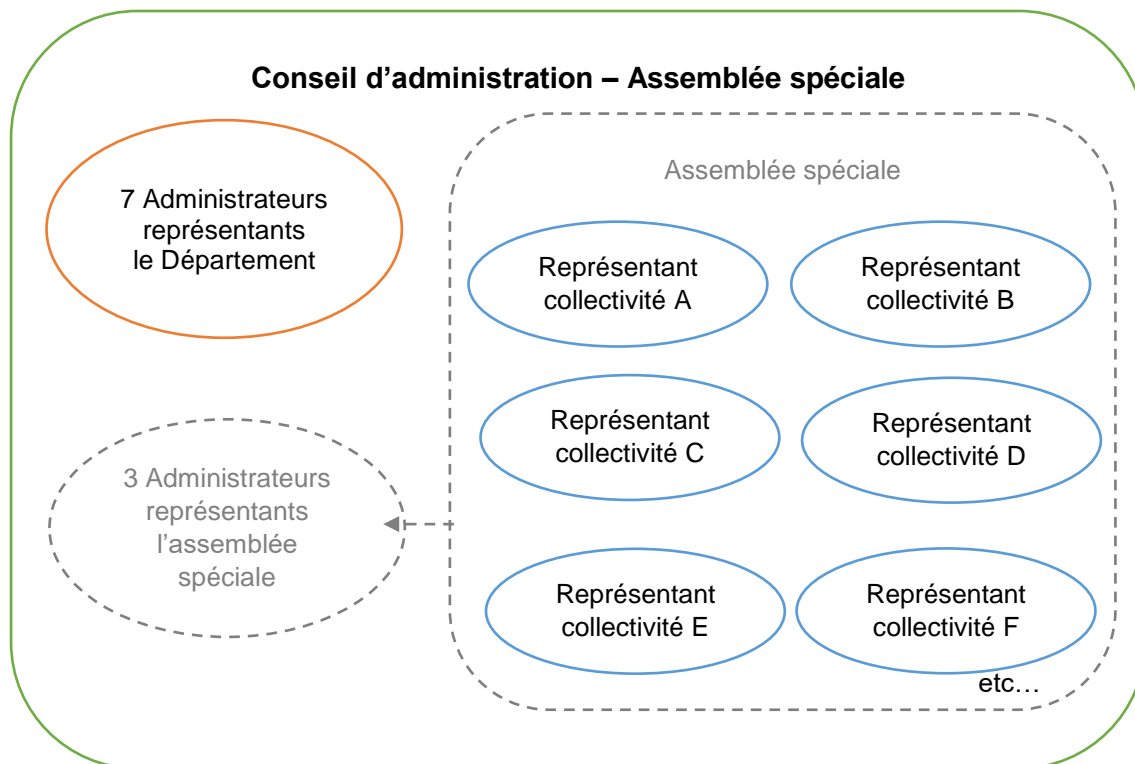 Conseil d’administration – Assemblée spéciale
7 Administrateurs
représentants
le Département
3 Administrateurs
représentants
l’assemblée
spéciale
Assemblée spéciale
Représentant
collectivité A
Représentant
collectivité B
Représentant
collectivité C
Représentant
collectivité D
Représentant
collectivité E
Représentant
collectivité F
etc…